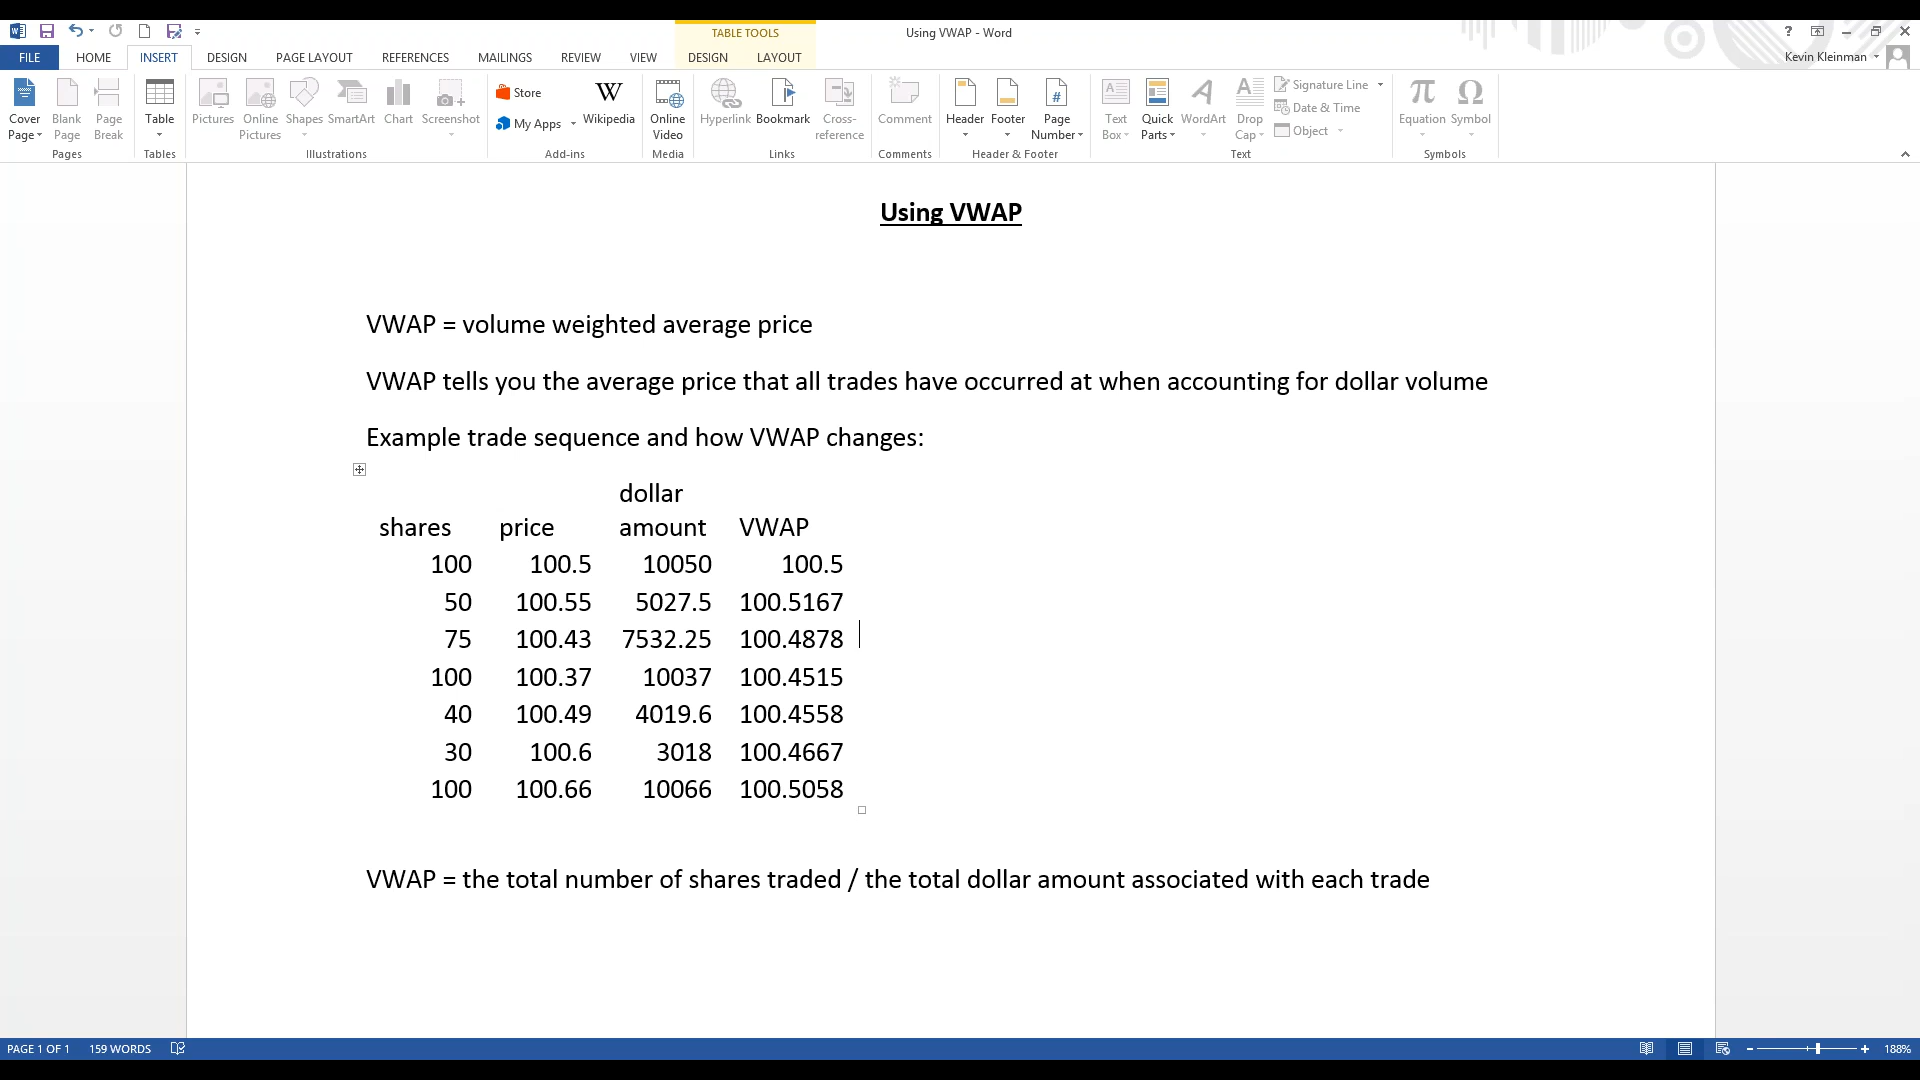 TABLE TOOLS
Using VWAP - Word
?
FILE HOME INSERT DESIGN PAGE LAYOUT REFERENCES MAILINGS REVIEW VIEW DESIGN LAYOUT
Kevin Kleinman
Cover Page
Blank Page
Page Break
Pages
Table
Tables
Pictures
Online Pictures
Shapes
SmartArt
Chart
Screenshot
Illustrations
Store
My Apps
W
Wikipedia
Add-ins
Online Video
Media
Hyperlink
Bookmark
Cross-reference
Links
Comment
Comments
Header
Footer
#
Page Number
Header & Footer
A
Text Box
Quick Parts
A
WordArt
A
Drop Cap
Signature Line
Date & Time
Object
Text
π
Equation
Ω
Symbol
Symbols
Using VWAP
VWAP = volume weighted average price
VWAP tells you the average price that all trades have occurred at when accounting for dollar volume
Example trade sequence and how VWAP changes:
dollar
shares price amount VWAP
100 100.5 10050 100.5
50 100.55 5027.5 100.5167
75 100.43 7532.25 100.4878
100 100.37 10037 100.4515
40 100.49 4019.6 100.4558
30 100.6 3018 100.4667
100 100.66 10066 100.5058
VWAP = the total number of shares traded / the total dollar amount associated with each trade
PAGE 1 OF 1 159 WORDS
188%